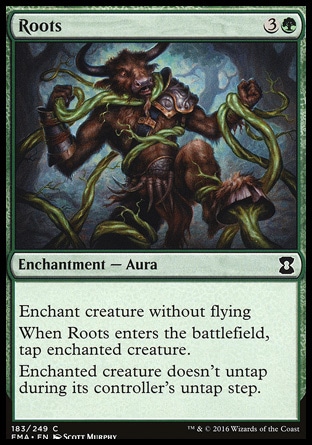 Roots 3
Enchantment — Aura
Enchant creature without flying
When Roots enters the battlefield,
tap enchanted creature.
Enchanted creature doesn't untap
during its controller's untap step.
183/249 C
EMA • EN Scott Murphy
™ & © 2016 Wizards of the Coast